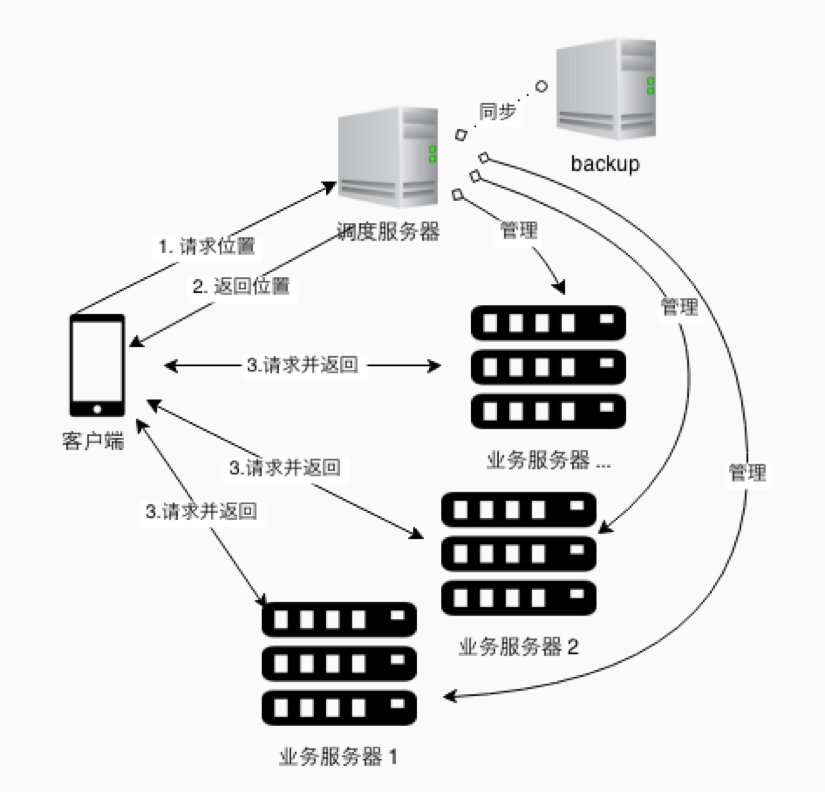 同步
backup
调度服务器
1. 请求位置
管理
2. 返回位置
管理
3.请求并返回
客户端
业务服务器 ...
3.请求并返回
管理
3.请求并返回
业务服务器 2
业务服务器 1